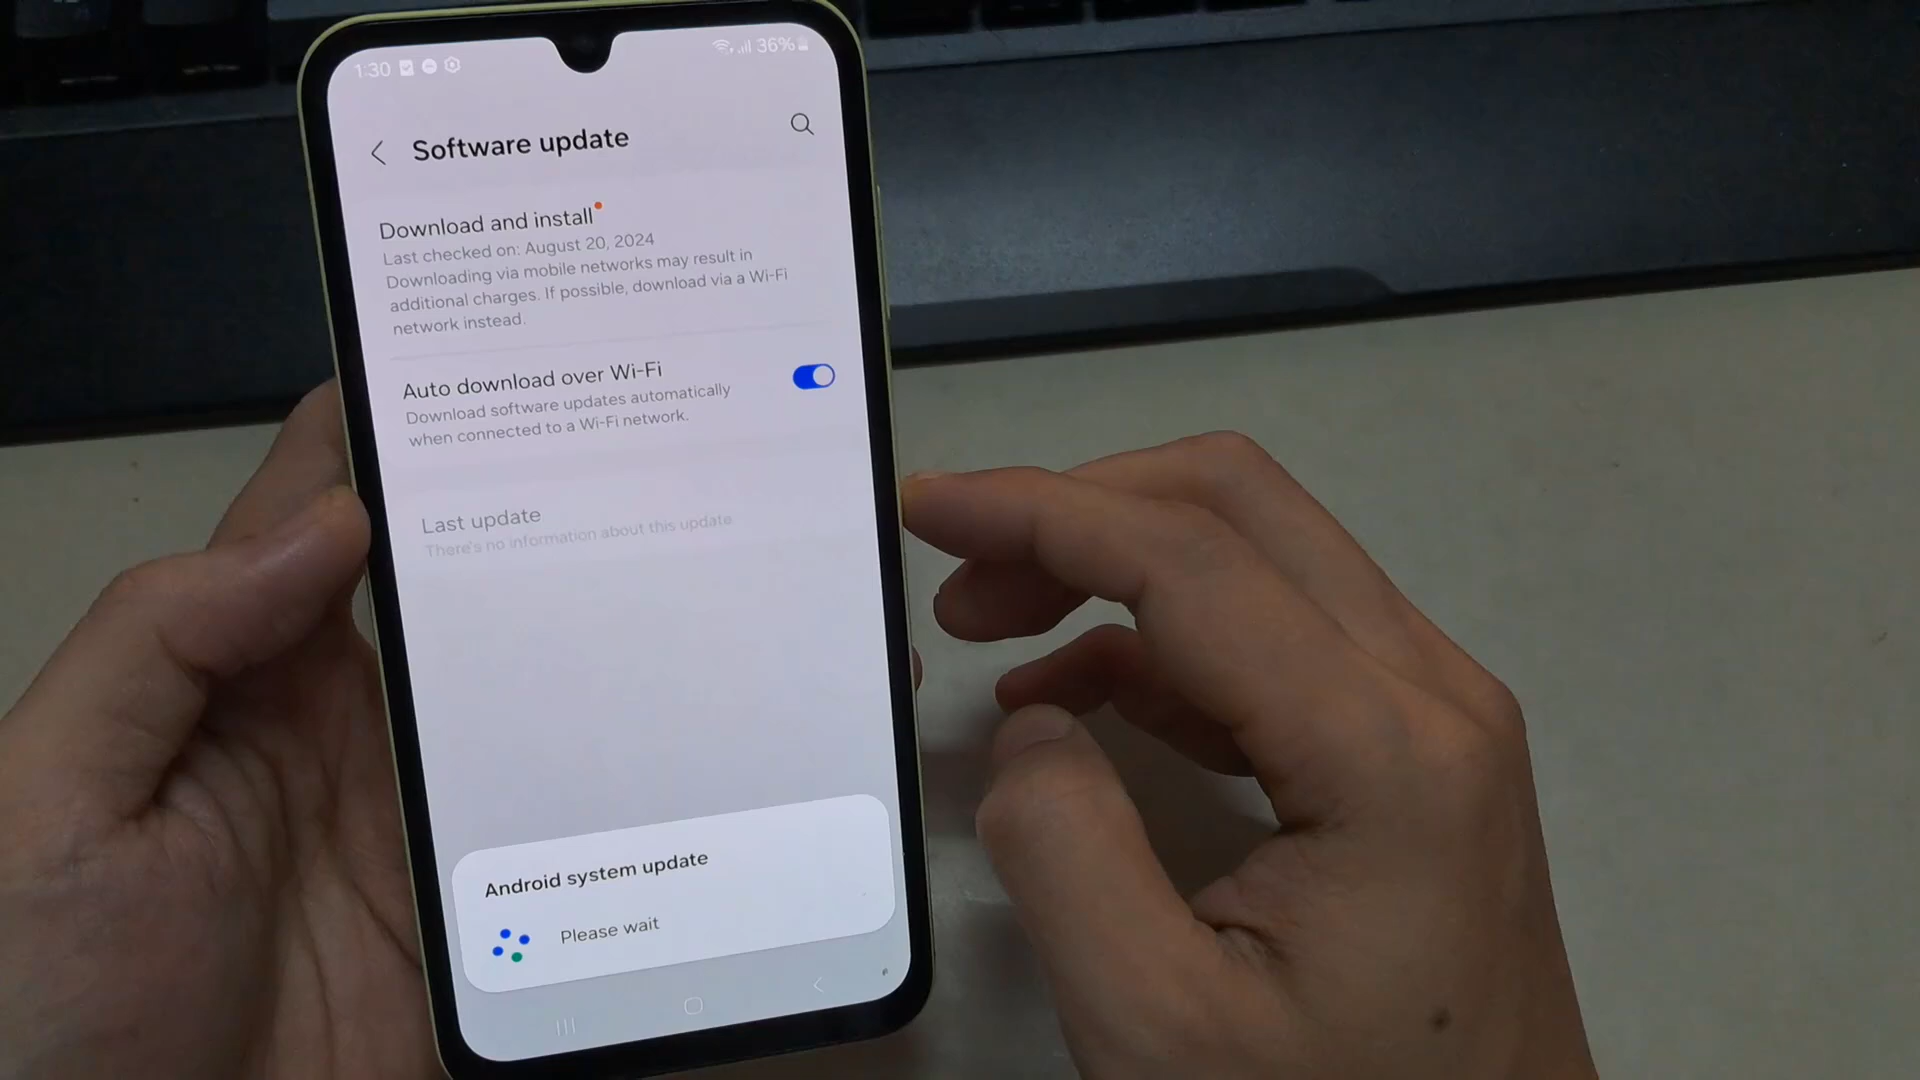 1:30
36%
Software update
Download and install
Last checked on: August 20, 2024
Downloading via mobile networks may result in
additional charges. If possible, download via a Wi-Fi
network instead.
Auto download over Wi-Fi
Download software updates automatically
when connected to a Wi-Fi network.
Last update
There's no information about this update
Android system update
Please wait